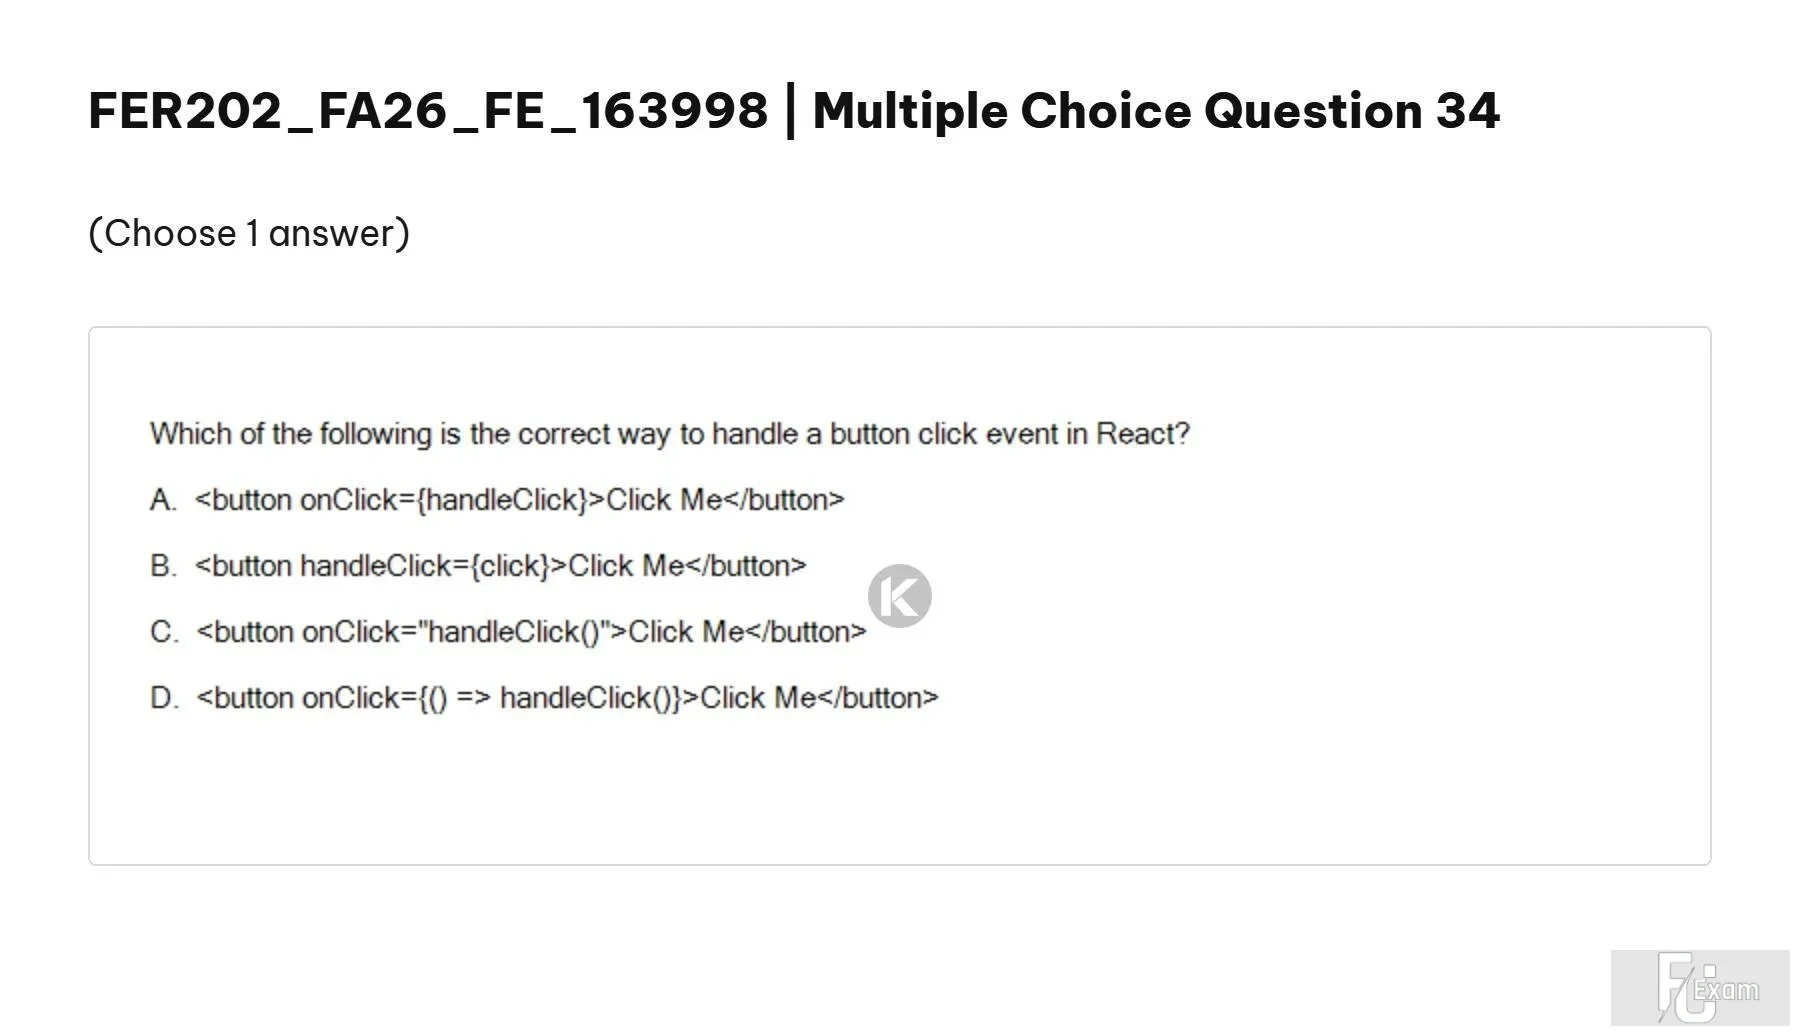 FER202_FA26_FE_163998 | Multiple Choice Question 34
(Choose 1 answer)
Which of the following is the correct way to handle a button click event in React?
A. <button onClick={handleClick}>Click Me</button>
B. <button handleClick={click}>Click Me</button>
C. <button onClick="handleClick()">Click Me</button>
D. <button onClick={() => handleClick()}>Click Me</button>
K
FU Exam